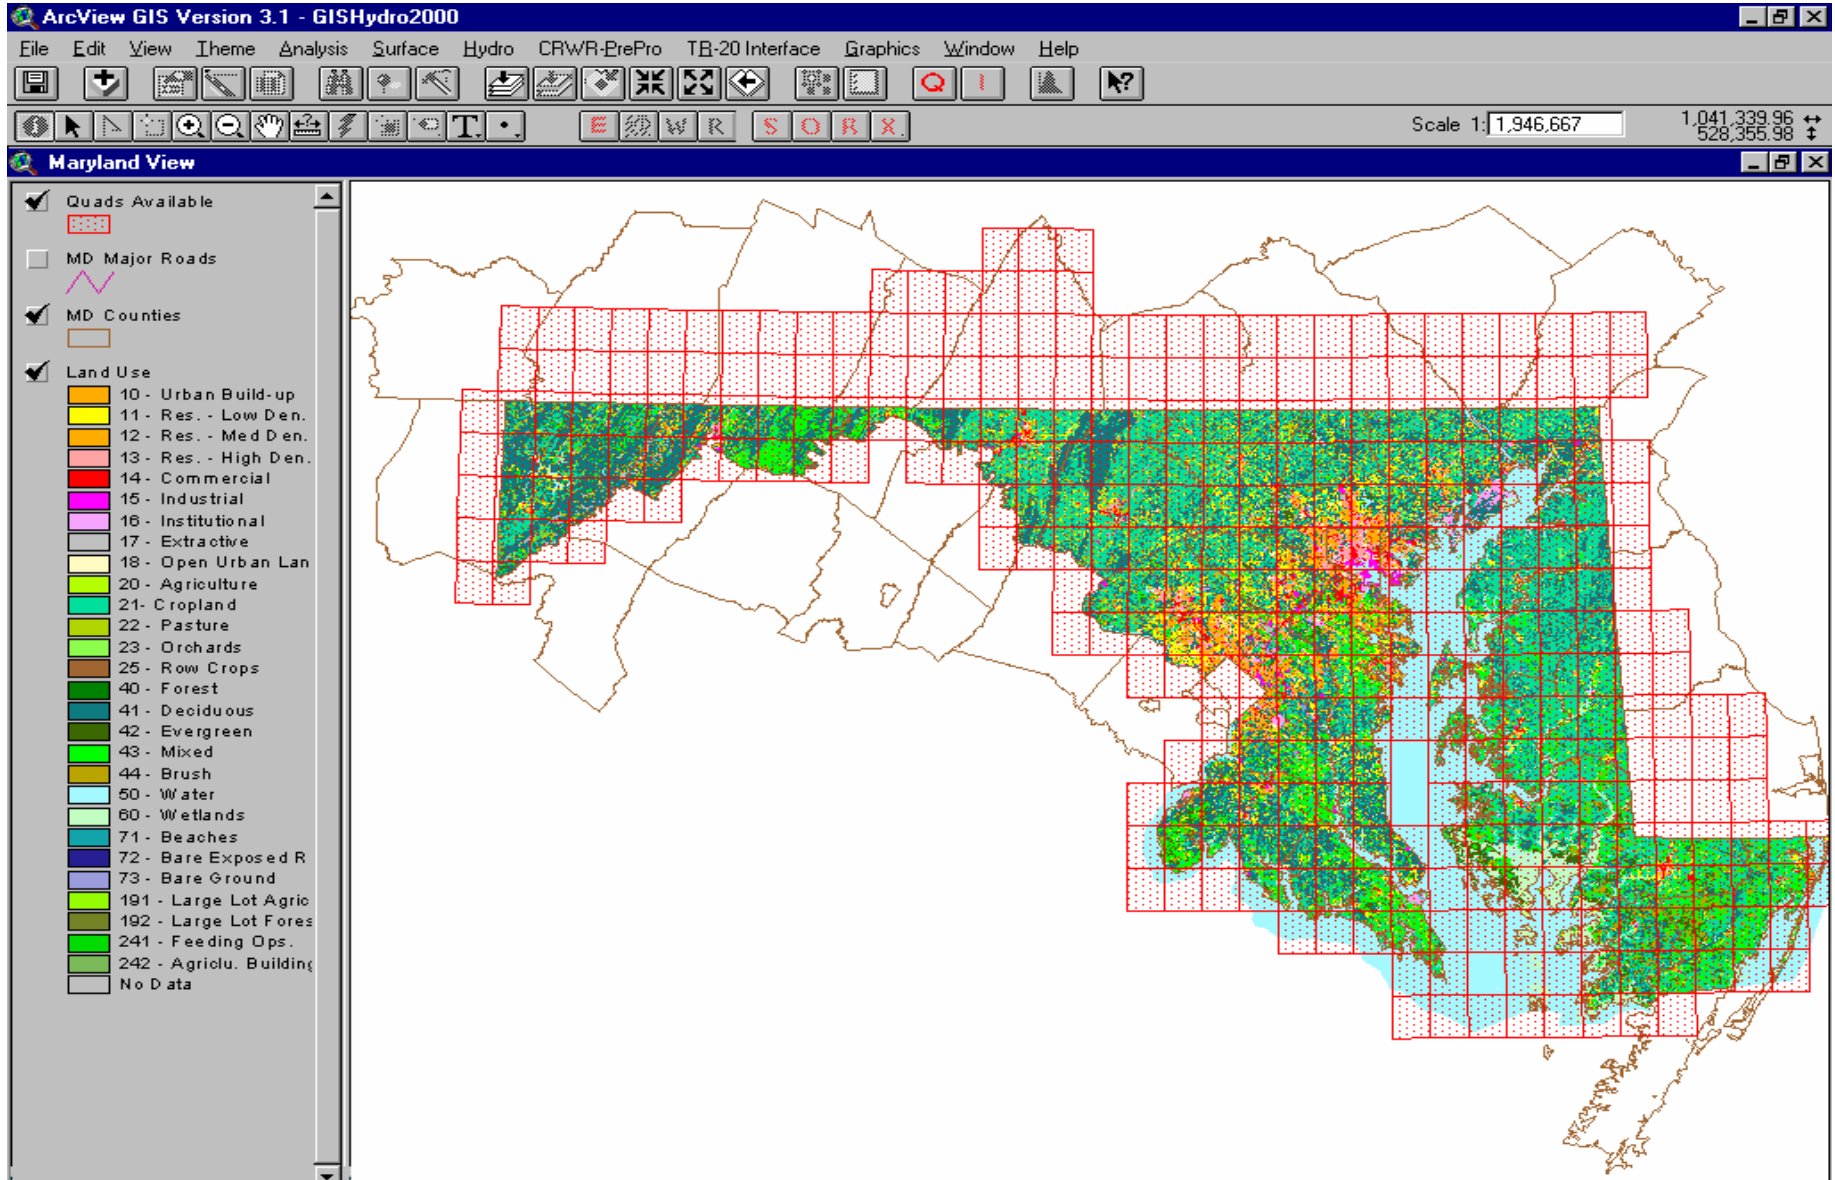 ArcView GIS Version 3.1 - GISHydro2000
File Edit View Theme Analysis Surface Hydro CRWR-PrePro TR-20 Interface Graphics Window Help
Q I
T E W R S O R X Scale 1: 1,946,667 1,041,339.96
528,355.98
Maryland View
Quads Available
MD Major Roads
MD Counties
Land Use
10 - Urban Build-up
11 - Res. - Low Den.
12 - Res. - Med Den.
13 - Res. - High Den.
14 - Commercial
15 - Industrial
16 - Institutional
17 - Extractive
18 - Open Urban Lan
20 - Agriculture
21- Cropland
22 - Pasture
23 - Orchards
25 - Row Crops
40 - Forest
41 - Deciduous
42 - Evergreen
43 - Mixed
44 - Brush
50 - Water
60 - Wetlands
71 - Beaches
72 - Bare Exposed R
73 - Bare Ground
191 - Large Lot Agric
192 - Large Lot Fores
241 - Feeding Ops.
242 - Agriclu. Building
No Data